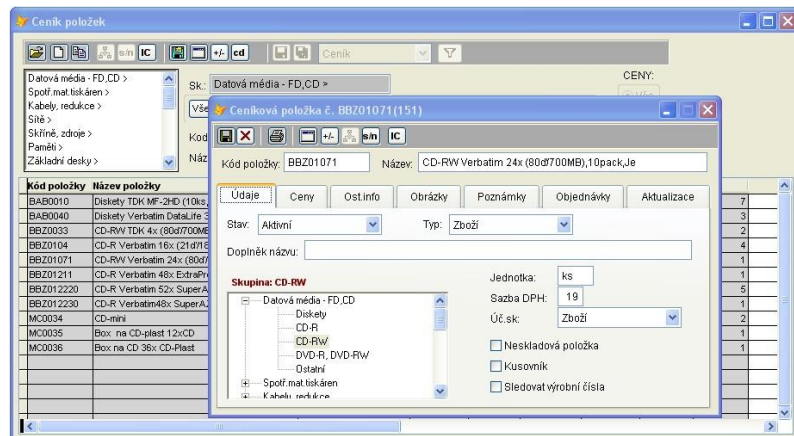 Ceník položek
s/n IC +/- cd Ceník
Datová média - FD,CD >
Spotř.mat.tiskáren >
Kabely, redukce >
Sítě >
Skříně, zdroje >
Paměti >
Základní desky >
Sk.: Datová média - FD,CD >
CENY:
Vše
Kod
Náz
Kód položky Název položky
BAB0010 Diskety TDK MF-2HD (10ks, 7
BAB0040 Diskety Verbatim DataLife 3 3
BBZ0033 CD-RW TDK 4x (80d/700MB 2
BBZ0104 CD-R Verbatim 16x (21d/18 4
BBZ01071 CD-RW Verbatim 24x (80d/ 1
BBZ01211 CD-R Verbatim 48x ExtraPr 1
BBZ012220 CD-R Verbatim 52x SuperA 5
BBZ012230 CD-R Verbatim48x SuperAZ 1
MC0034 CD-mini 2
MC0035 Box na CD-plast 12xCD 1
MC0036 Box na CD 36x CD-Plast 1
Ceníková položka č. BBZ01071(151)
+/- s/n IC
Kód položky: BBZ01071 Název: CD-RW Verbatim 24x (80d/700MB),10pack,Je
Údaje Ceny Ost.info Obrázky Poznámky Objednávky Aktualizace
Stav: Aktivní Typ: Zboží
Doplněk názvu:
Skupina: CD-RW
Datová média - FD,CD
Diskety
CD-R
CD-RW
DVD-R, DVD-RW
Ostatní
Spotř.mat.tiskáren
Kabely, redukce
Jednotka: ks
Sazba DPH: 19
Úč.sk: Zboží
Neskladová položka
Kusovník
Sledovat výrobní čísla